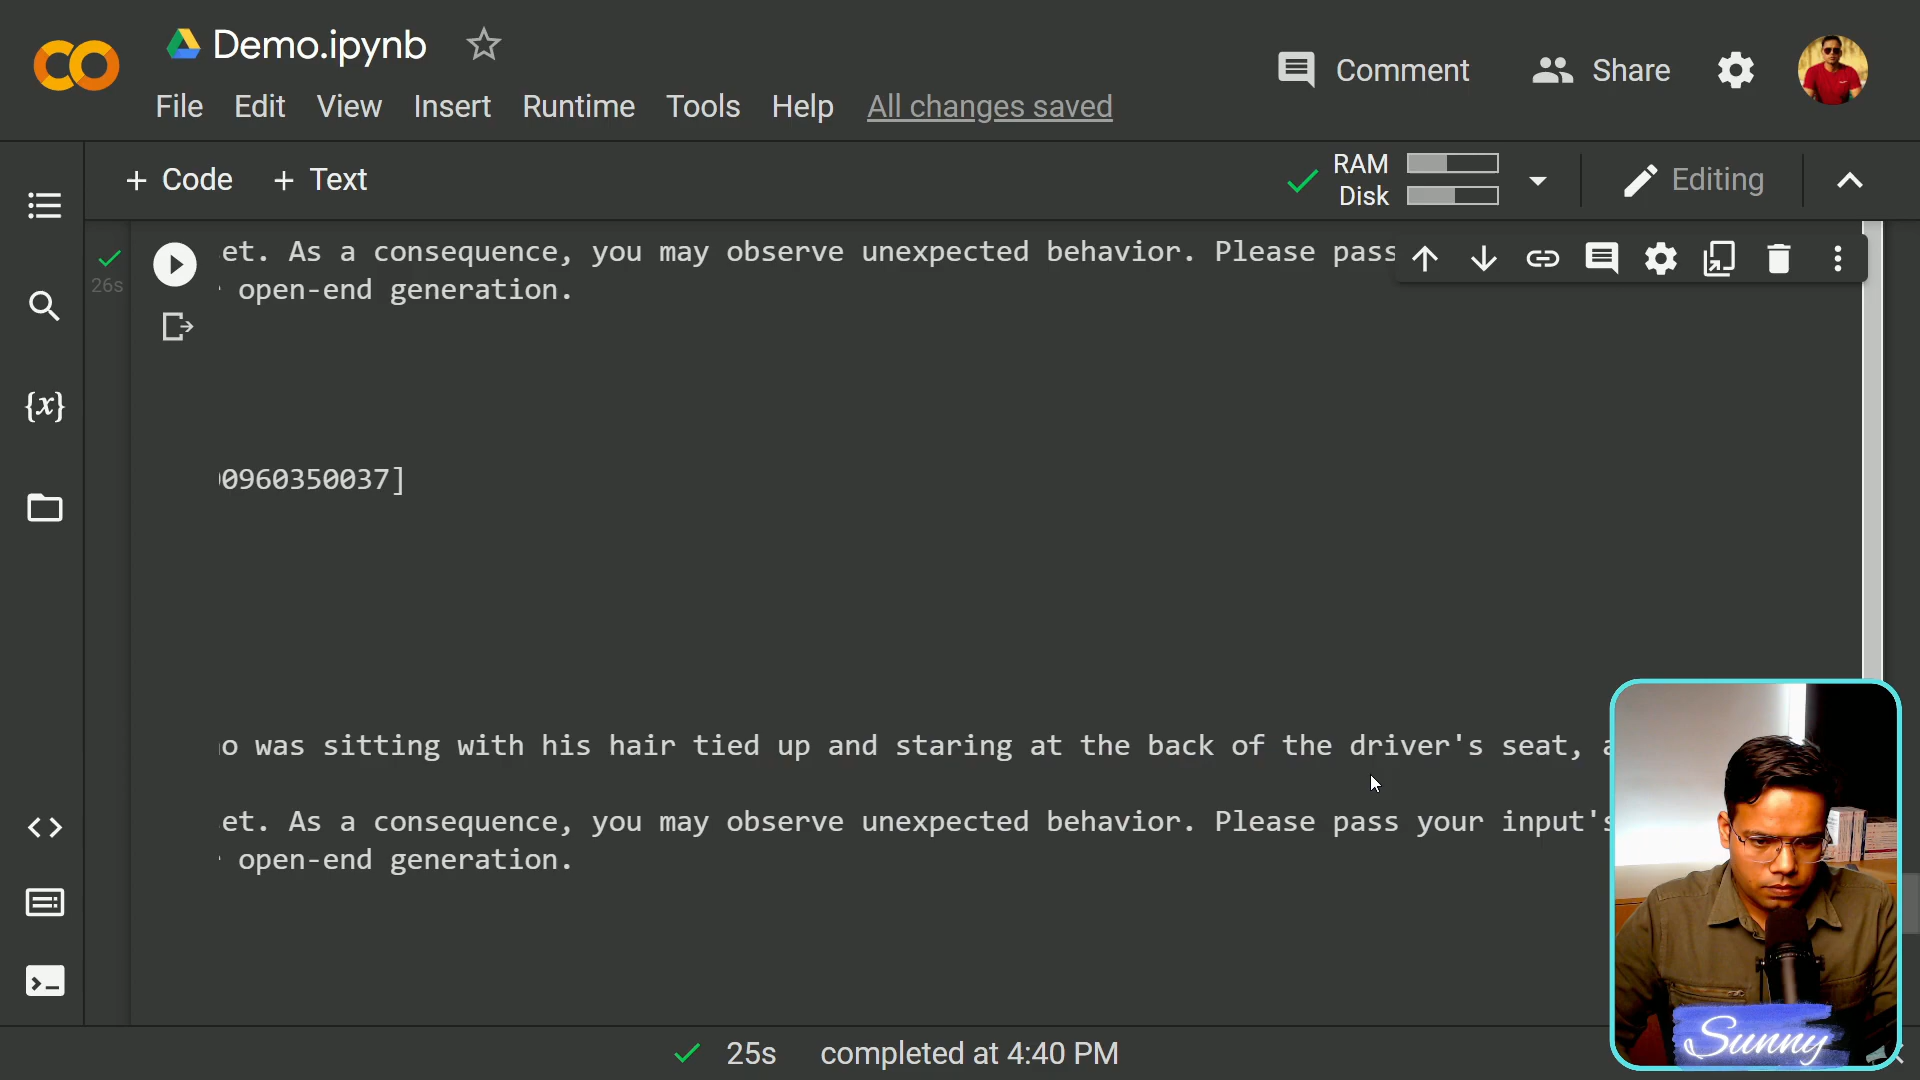 Demo.ipynb
Comment
Share
File Edit View Insert Runtime Tools Help All changes saved
+ Code + Text
RAM
Disk
Editing
26s
et. As a consequence, you may observe unexpected behavior. Please pass
open-end generation.
{x}
0960350037]
o was sitting with his hair tied up and staring at the back of the driver's seat,
et. As a consequence, you may observe unexpected behavior. Please pass your input's
open-end generation.
Sunny
25s completed at 4:40 PM